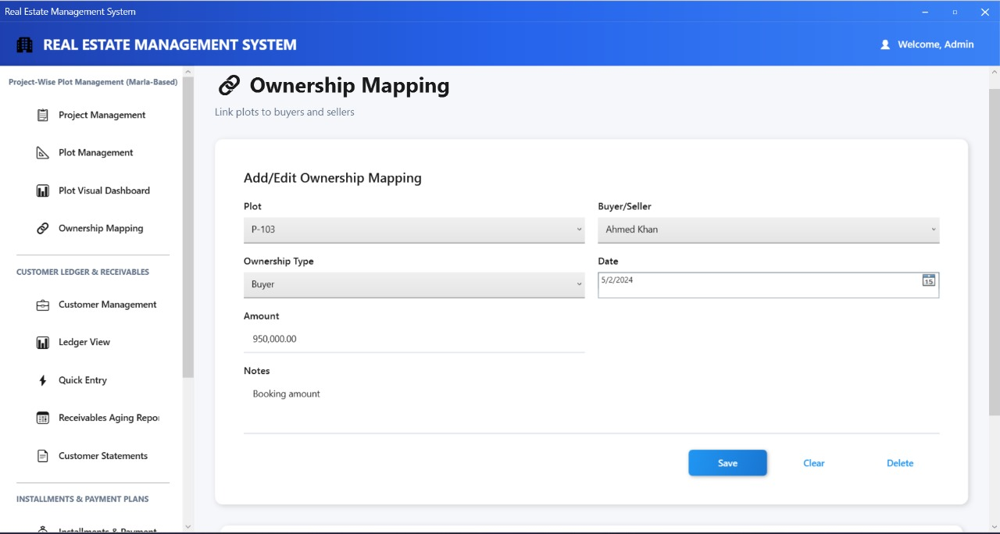 Real Estate Management System
REAL ESTATE MANAGEMENT SYSTEM
Welcome, Admin
Project-Wise Plot Management (Marla-Based)
Project Management
Plot Management
Plot Visual Dashboard
Ownership Mapping
CUSTOMER LEDGER & RECEIVABLES
Customer Management
Ledger View
Quick Entry
Receivables Aging Repo
Customer Statements
INSTALLMENTS & PAYMENT PLANS
Installments & Payment
Ownership Mapping
Link plots to buyers and sellers
Add/Edit Ownership Mapping
Plot
P-103
Buyer/Seller
Ahmed Khan
Ownership Type
Buyer
Date
5/2/2024
15
Amount
950,000.00
Notes
Booking amount
Save
Clear
Delete